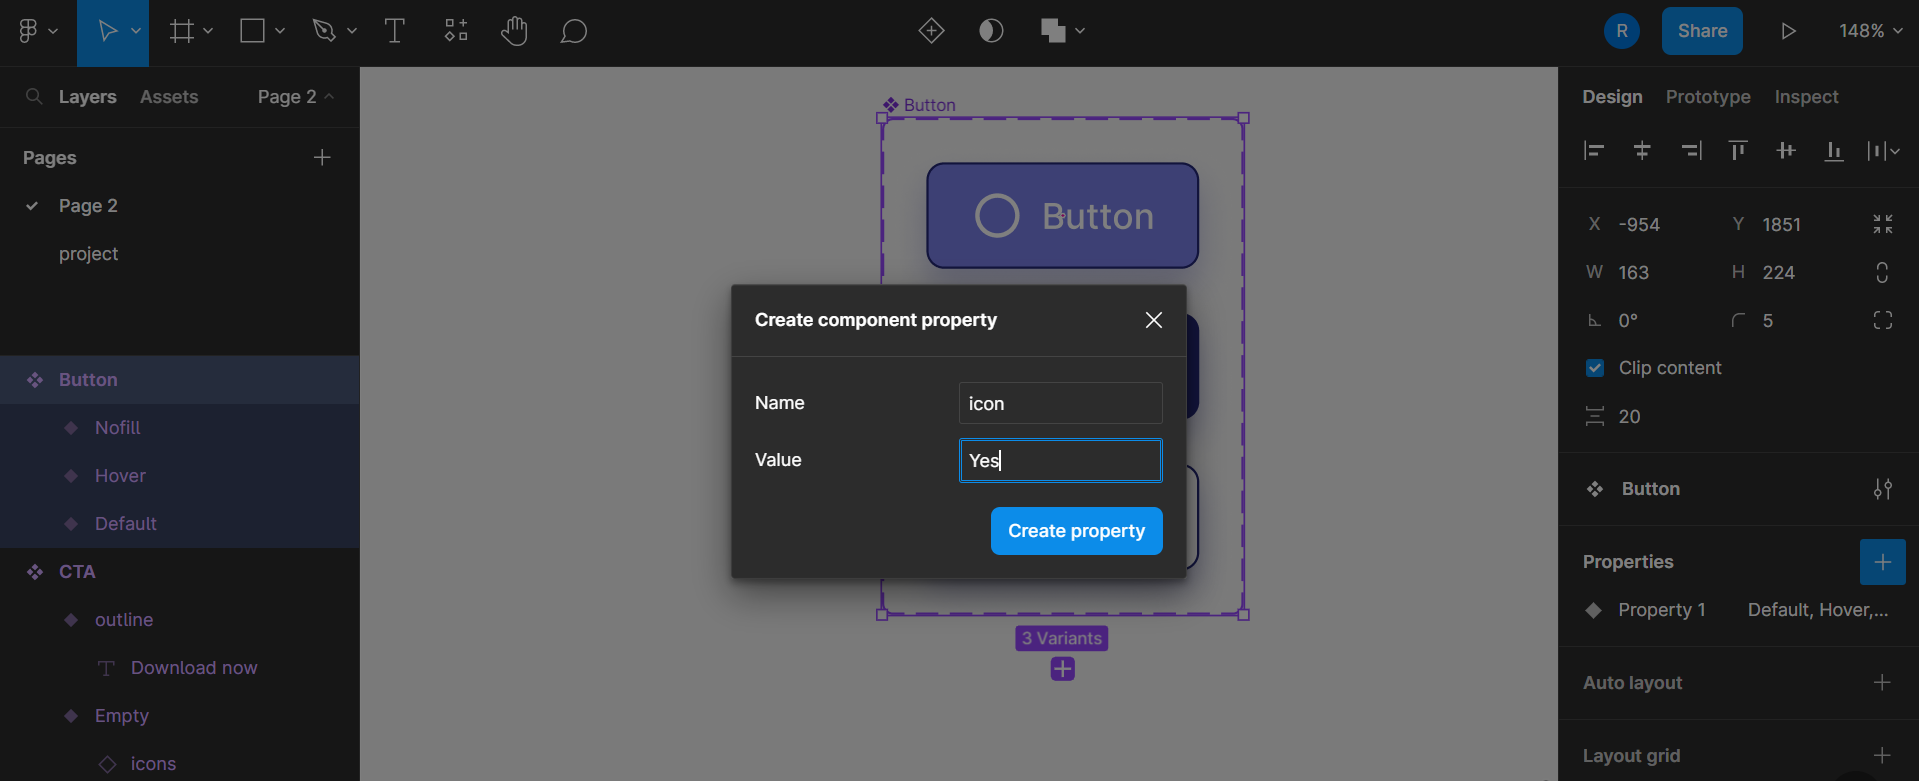 R
Share
148%
Layers
Assets
Page 2
Pages
Page 2
project
Button
Nofill
Hover
Default
CTA
outline
T Download now
Empty
icons
Button
Button
Create component property
Name
icon
Value
Yes
Create property
3 Variants
Design
Prototype
Inspect
X -954
Y 1851
W 163
H 224
0°
5
Clip content
20
Button
Properties
Property 1
Default, Hover,...
Auto layout
Layout grid